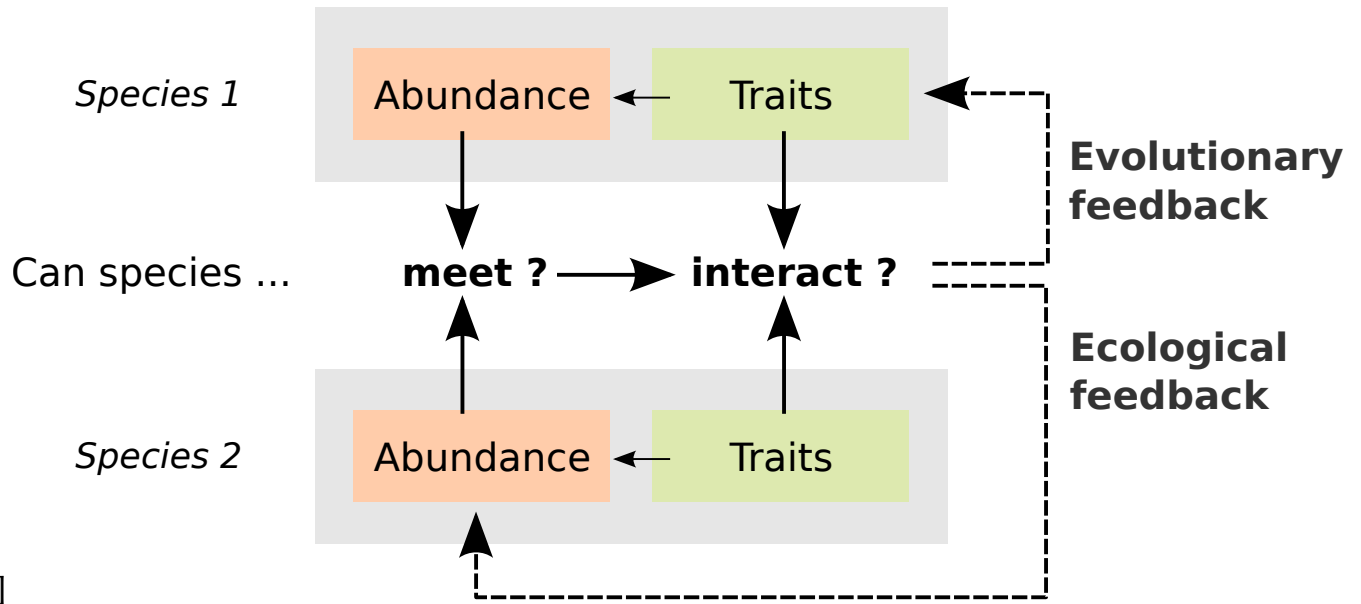 Species 1
Abundance
Traits
Evolutionary
feedback
Can species ...
meet ?
interact ?
Ecological
feedback
Species 2
Abundance
Traits
]